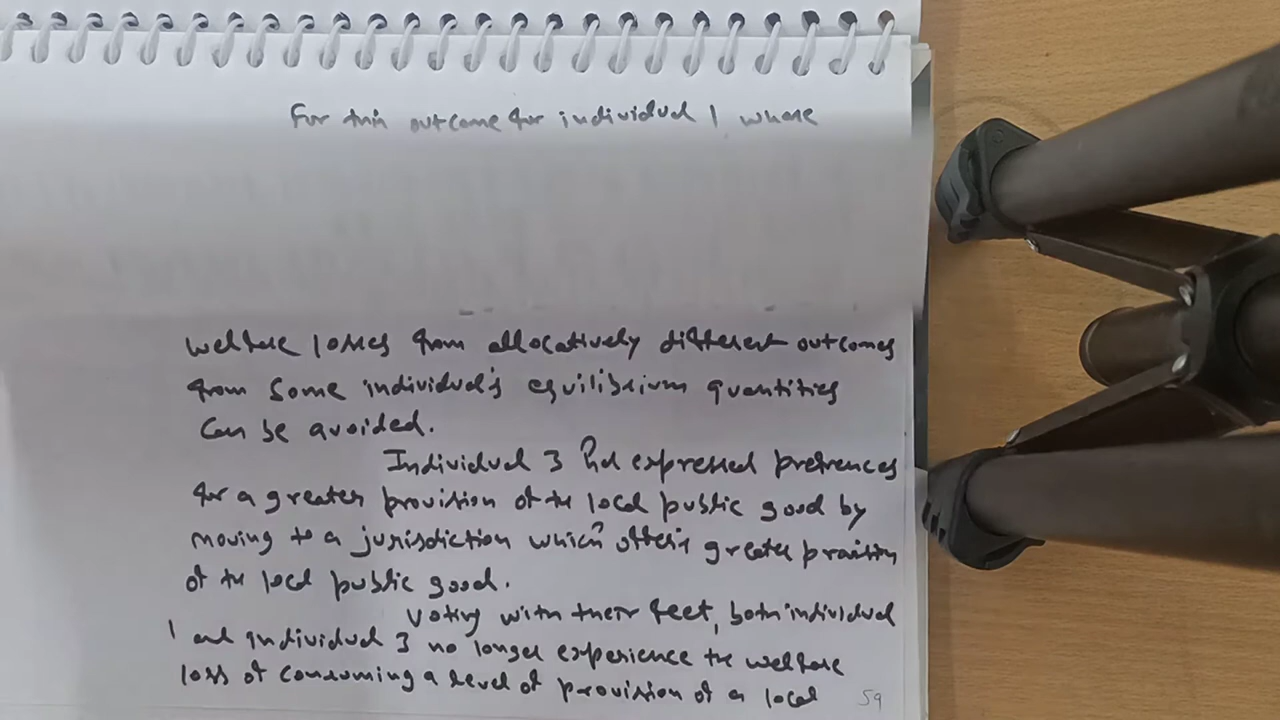 For this outcome for individual 1, where
welfare losses from allocatively different outcomes
from some individual's equilibrium quantities
can be avoided.
Individual 3 had expressed prefrences
for a greater provision of the local public good by
moving to a jurisdiction which offers greater provision
of the local public good.
Voting with their feet, both individual
1 and individual 3 no longer experience the welfare
loss of consuming a level of provision of a local
59